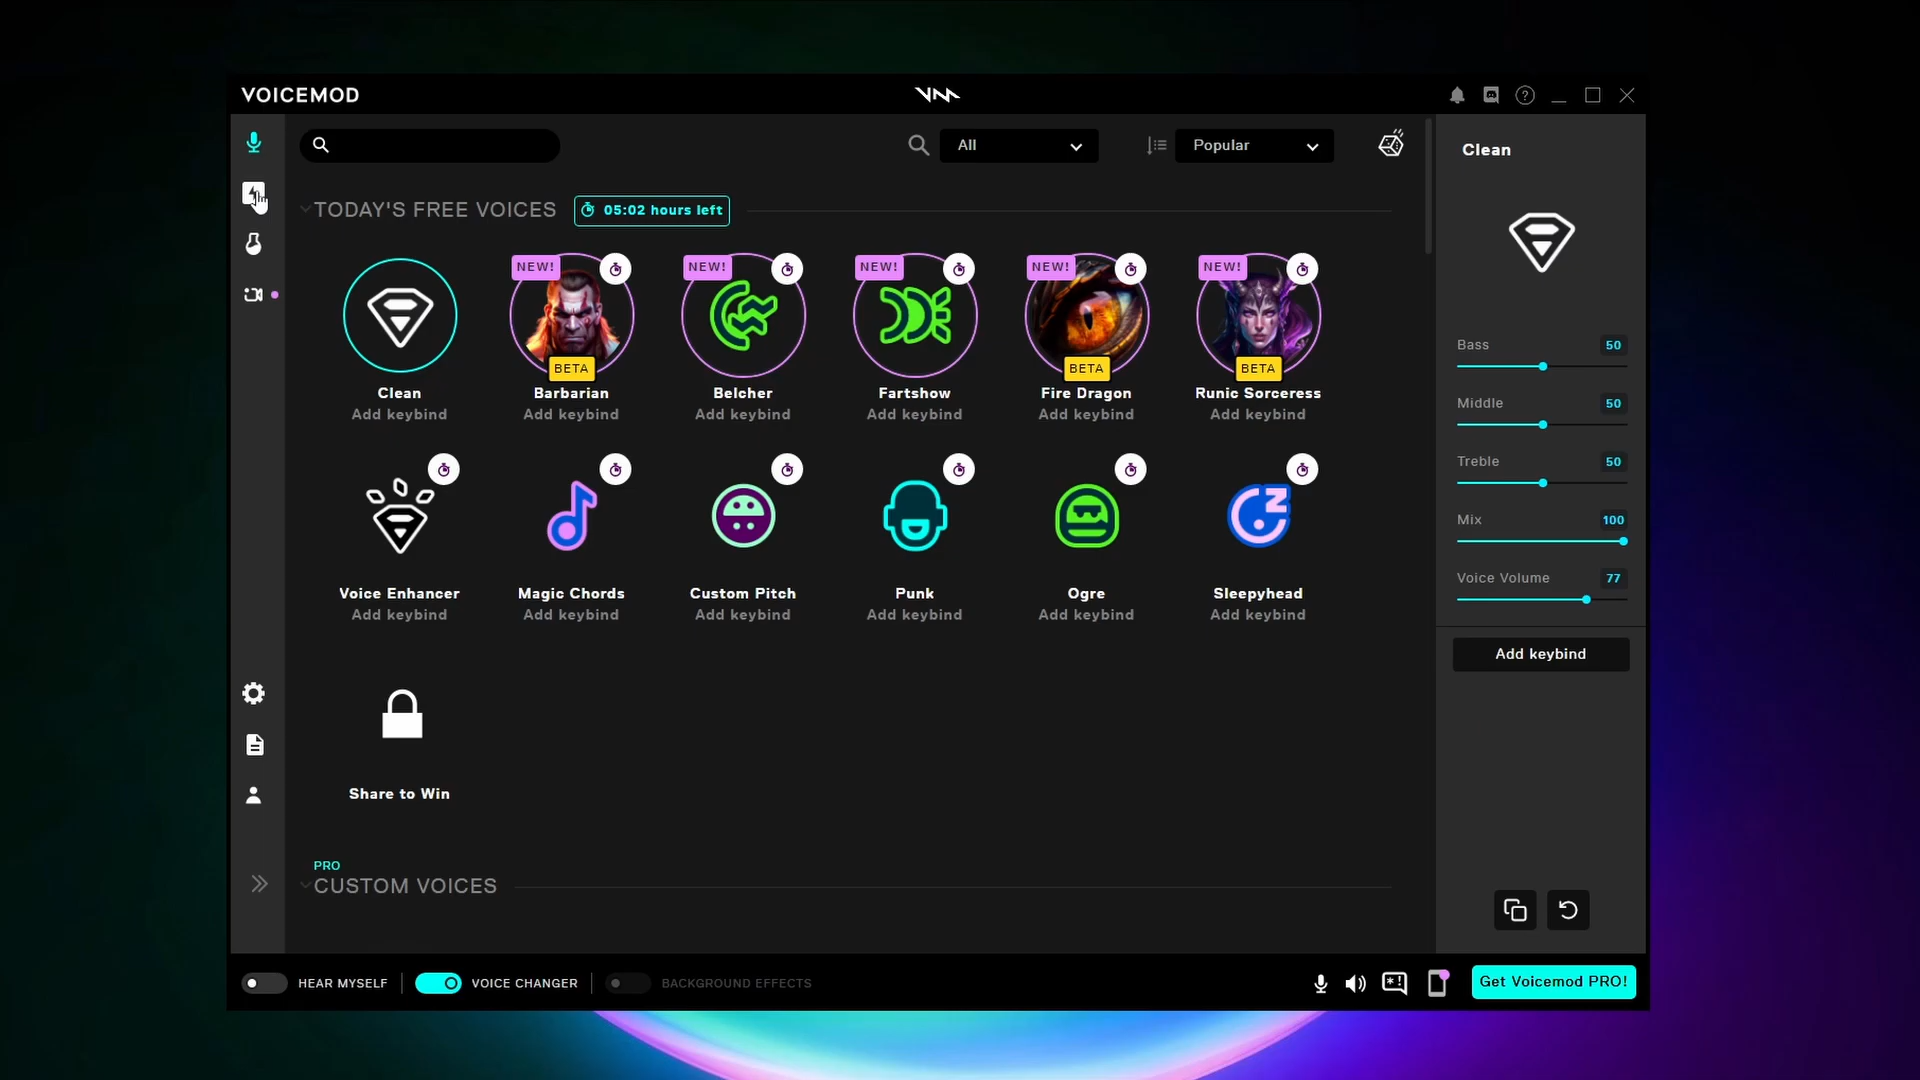 VOICEMOD
All
Popular
TODAY'S FREE VOICES
05:02 hours left
NEW!
NEW!
NEW!
NEW!
NEW!
BETA
BETA
BETA
Clean
Barbarian
Belcher
Fartshow
Fire Dragon
Runic Sorceress
Add keybind
Add keybind
Add keybind
Add keybind
Add keybind
Add keybind
Voice Enhancer
Magic Chords
Custom Pitch
Punk
Ogre
Sleepyhead
Add keybind
Add keybind
Add keybind
Add keybind
Add keybind
Add keybind
Share to Win
PRO
CUSTOM VOICES
Clean
Bass 50
Middle 50
Treble 50
Mix 100
Voice Volume 77
Add keybind
HEAR MYSELF
VOICE CHANGER
BACKGROUND EFFECTS
Get Voicemod PRO!